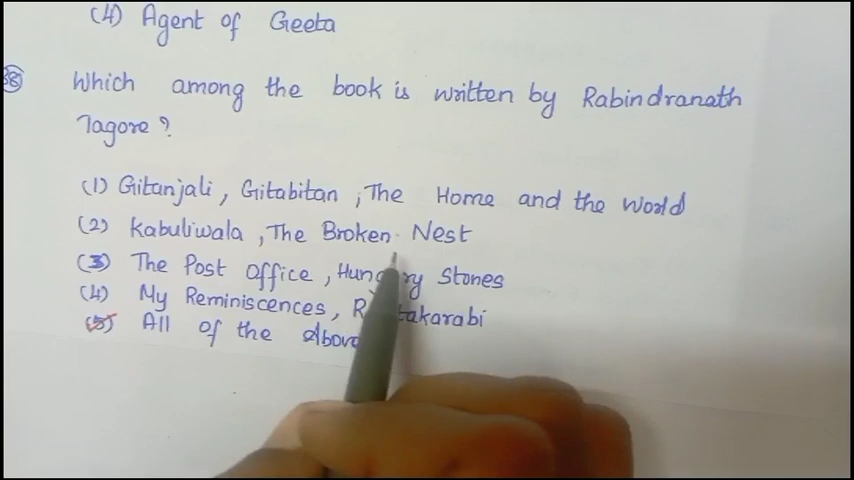 (4) Agent of Geeta
38 Which among the book is written by Rabindranath
Tagore?
(1) Gitanjali, Gitabitan, The Home and the World
(2) Kabuliwala, The Broken Nest
(3) The Post Office, Stones
(4) My Reminiscences,
(5) All of the Above